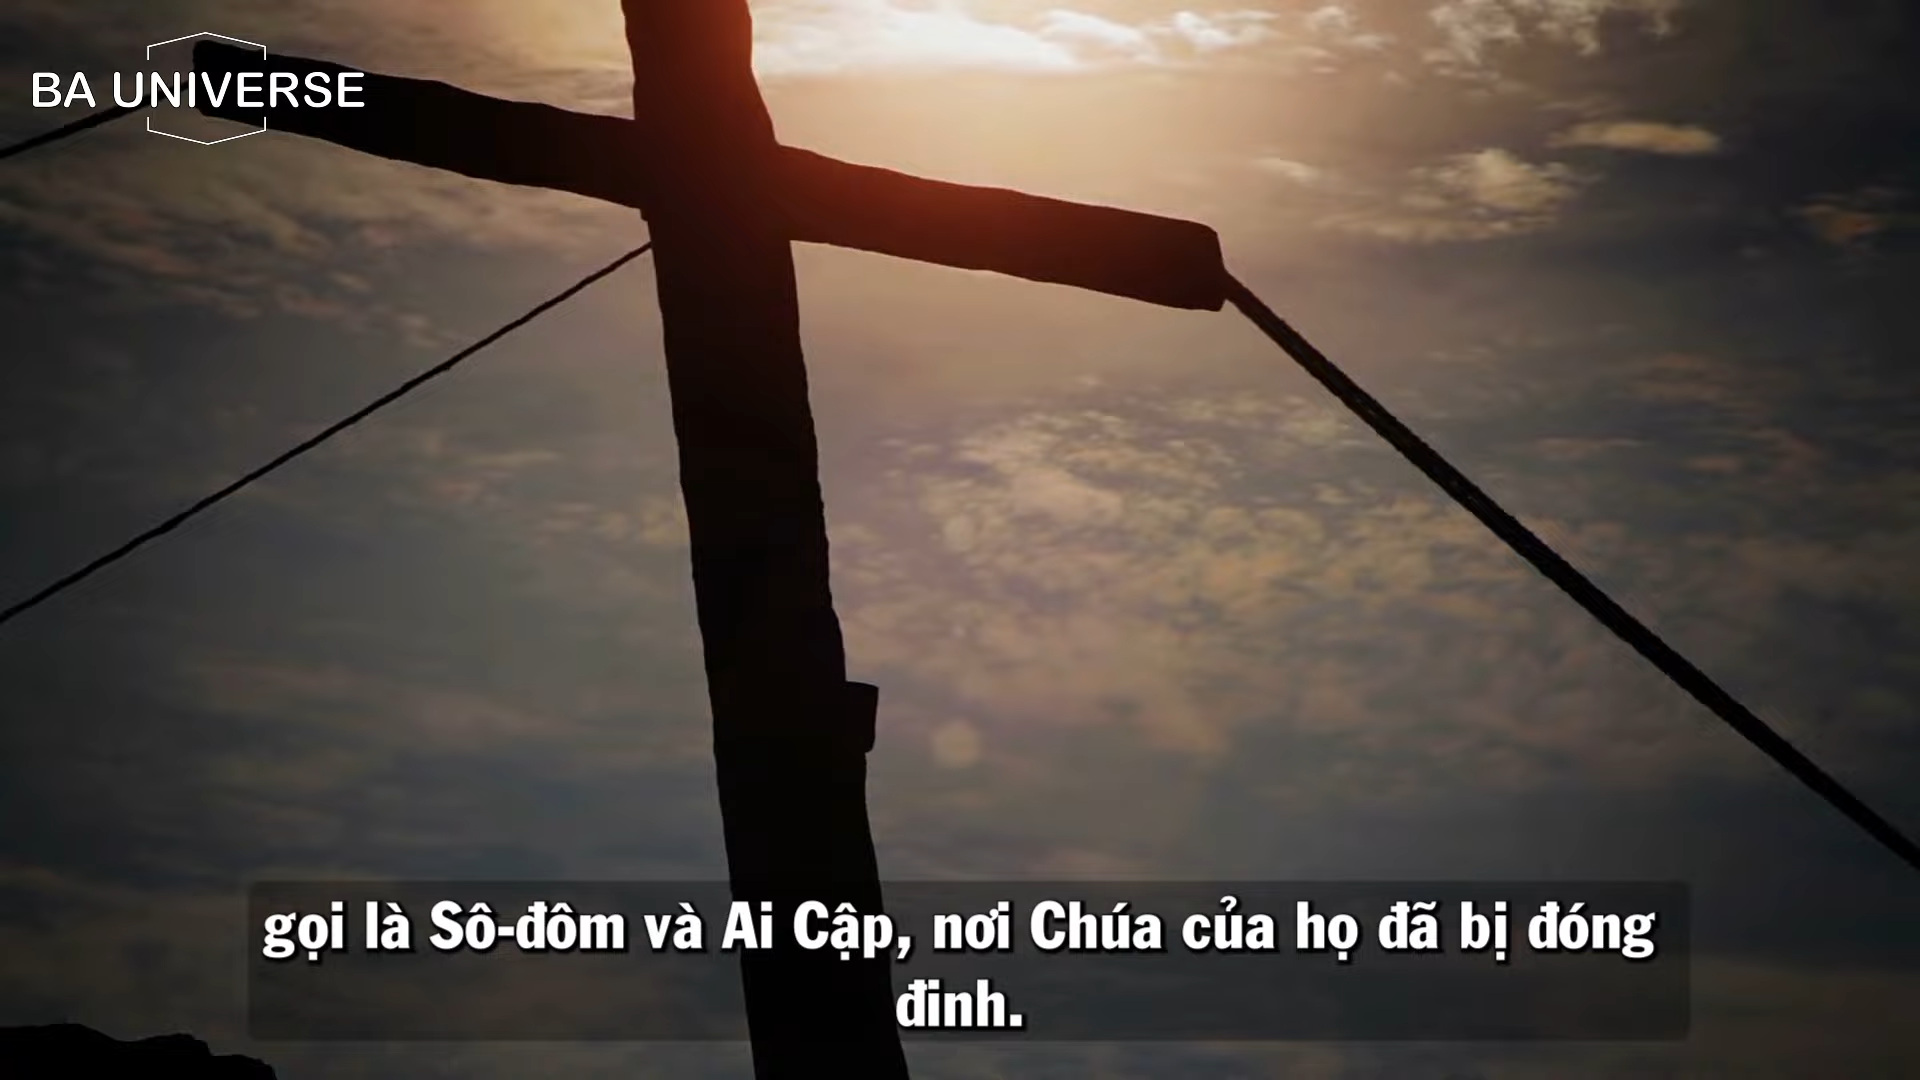 BA UNIVERSE
gọi là Sô-đôm và Ai Cập, nơi Chúa của họ đã bị đóng
đinh.